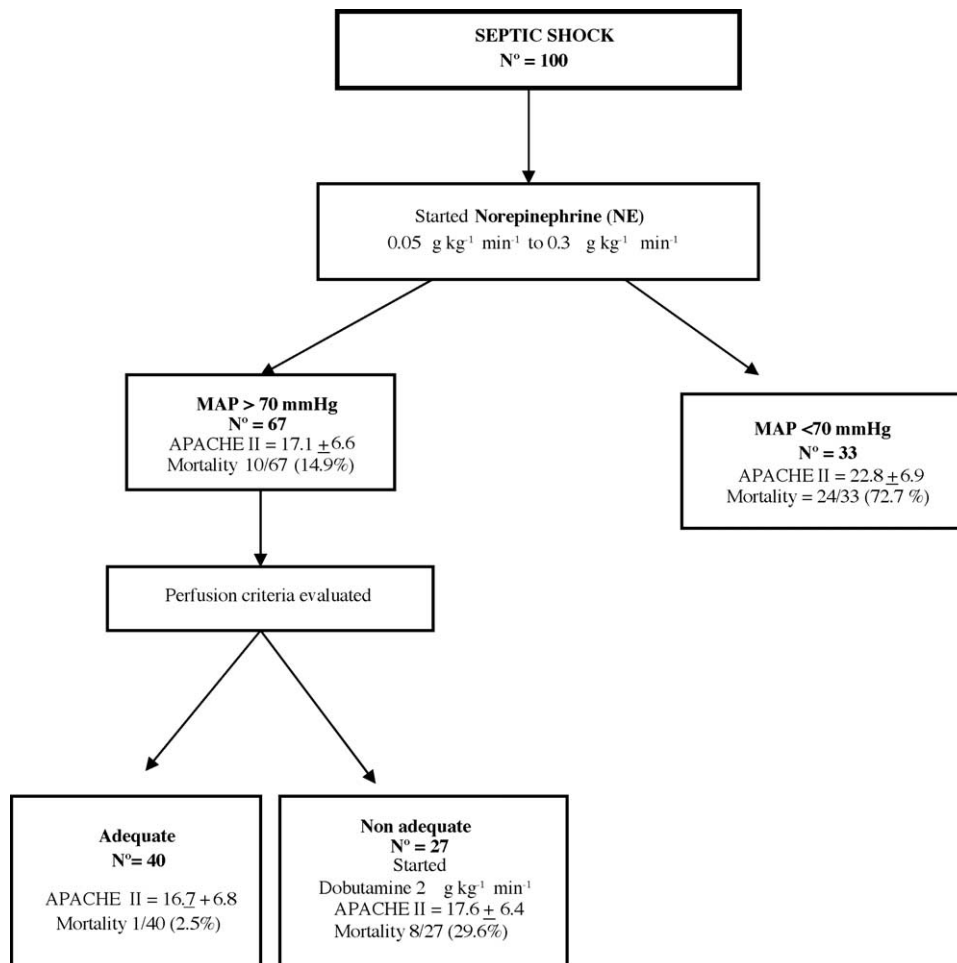 SEPTIC SHOCK
Nº = 100
Started Norepinephrine (NE)
0.05 g kg⁻¹ min⁻¹ to 0.3 g kg⁻¹ min⁻¹
MAP > 70 mmHg
Nº = 67
APACHE II = 17.1 ±6.6
Mortality 10/67 (14.9%)
MAP <70 mmHg
Nº = 33
APACHE II = 22.8 ±6.9
Mortality = 24/33 (72.7 %)
Perfusion criteria evaluated
Adequate
Nº= 40
APACHE II = 16.7 + 6.8
Mortality 1/40 (2.5%)
Non adequate
Nº = 27
Started
Dobutamine 2 g kg⁻¹ min⁻¹
APACHE II = 17.6 ± 6.4
Mortality 8/27 (29.6%)